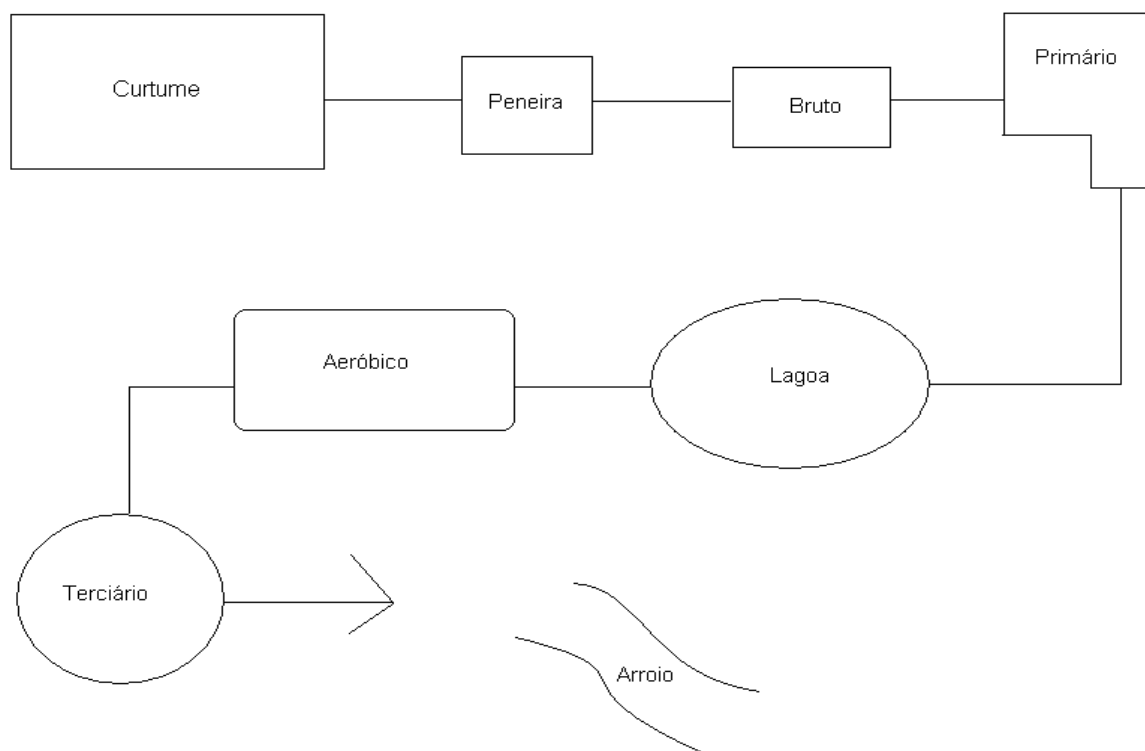 Curtume
Peneira
Bruto
Primário
Lagoa
Aeróbico
Terciário
Arroio